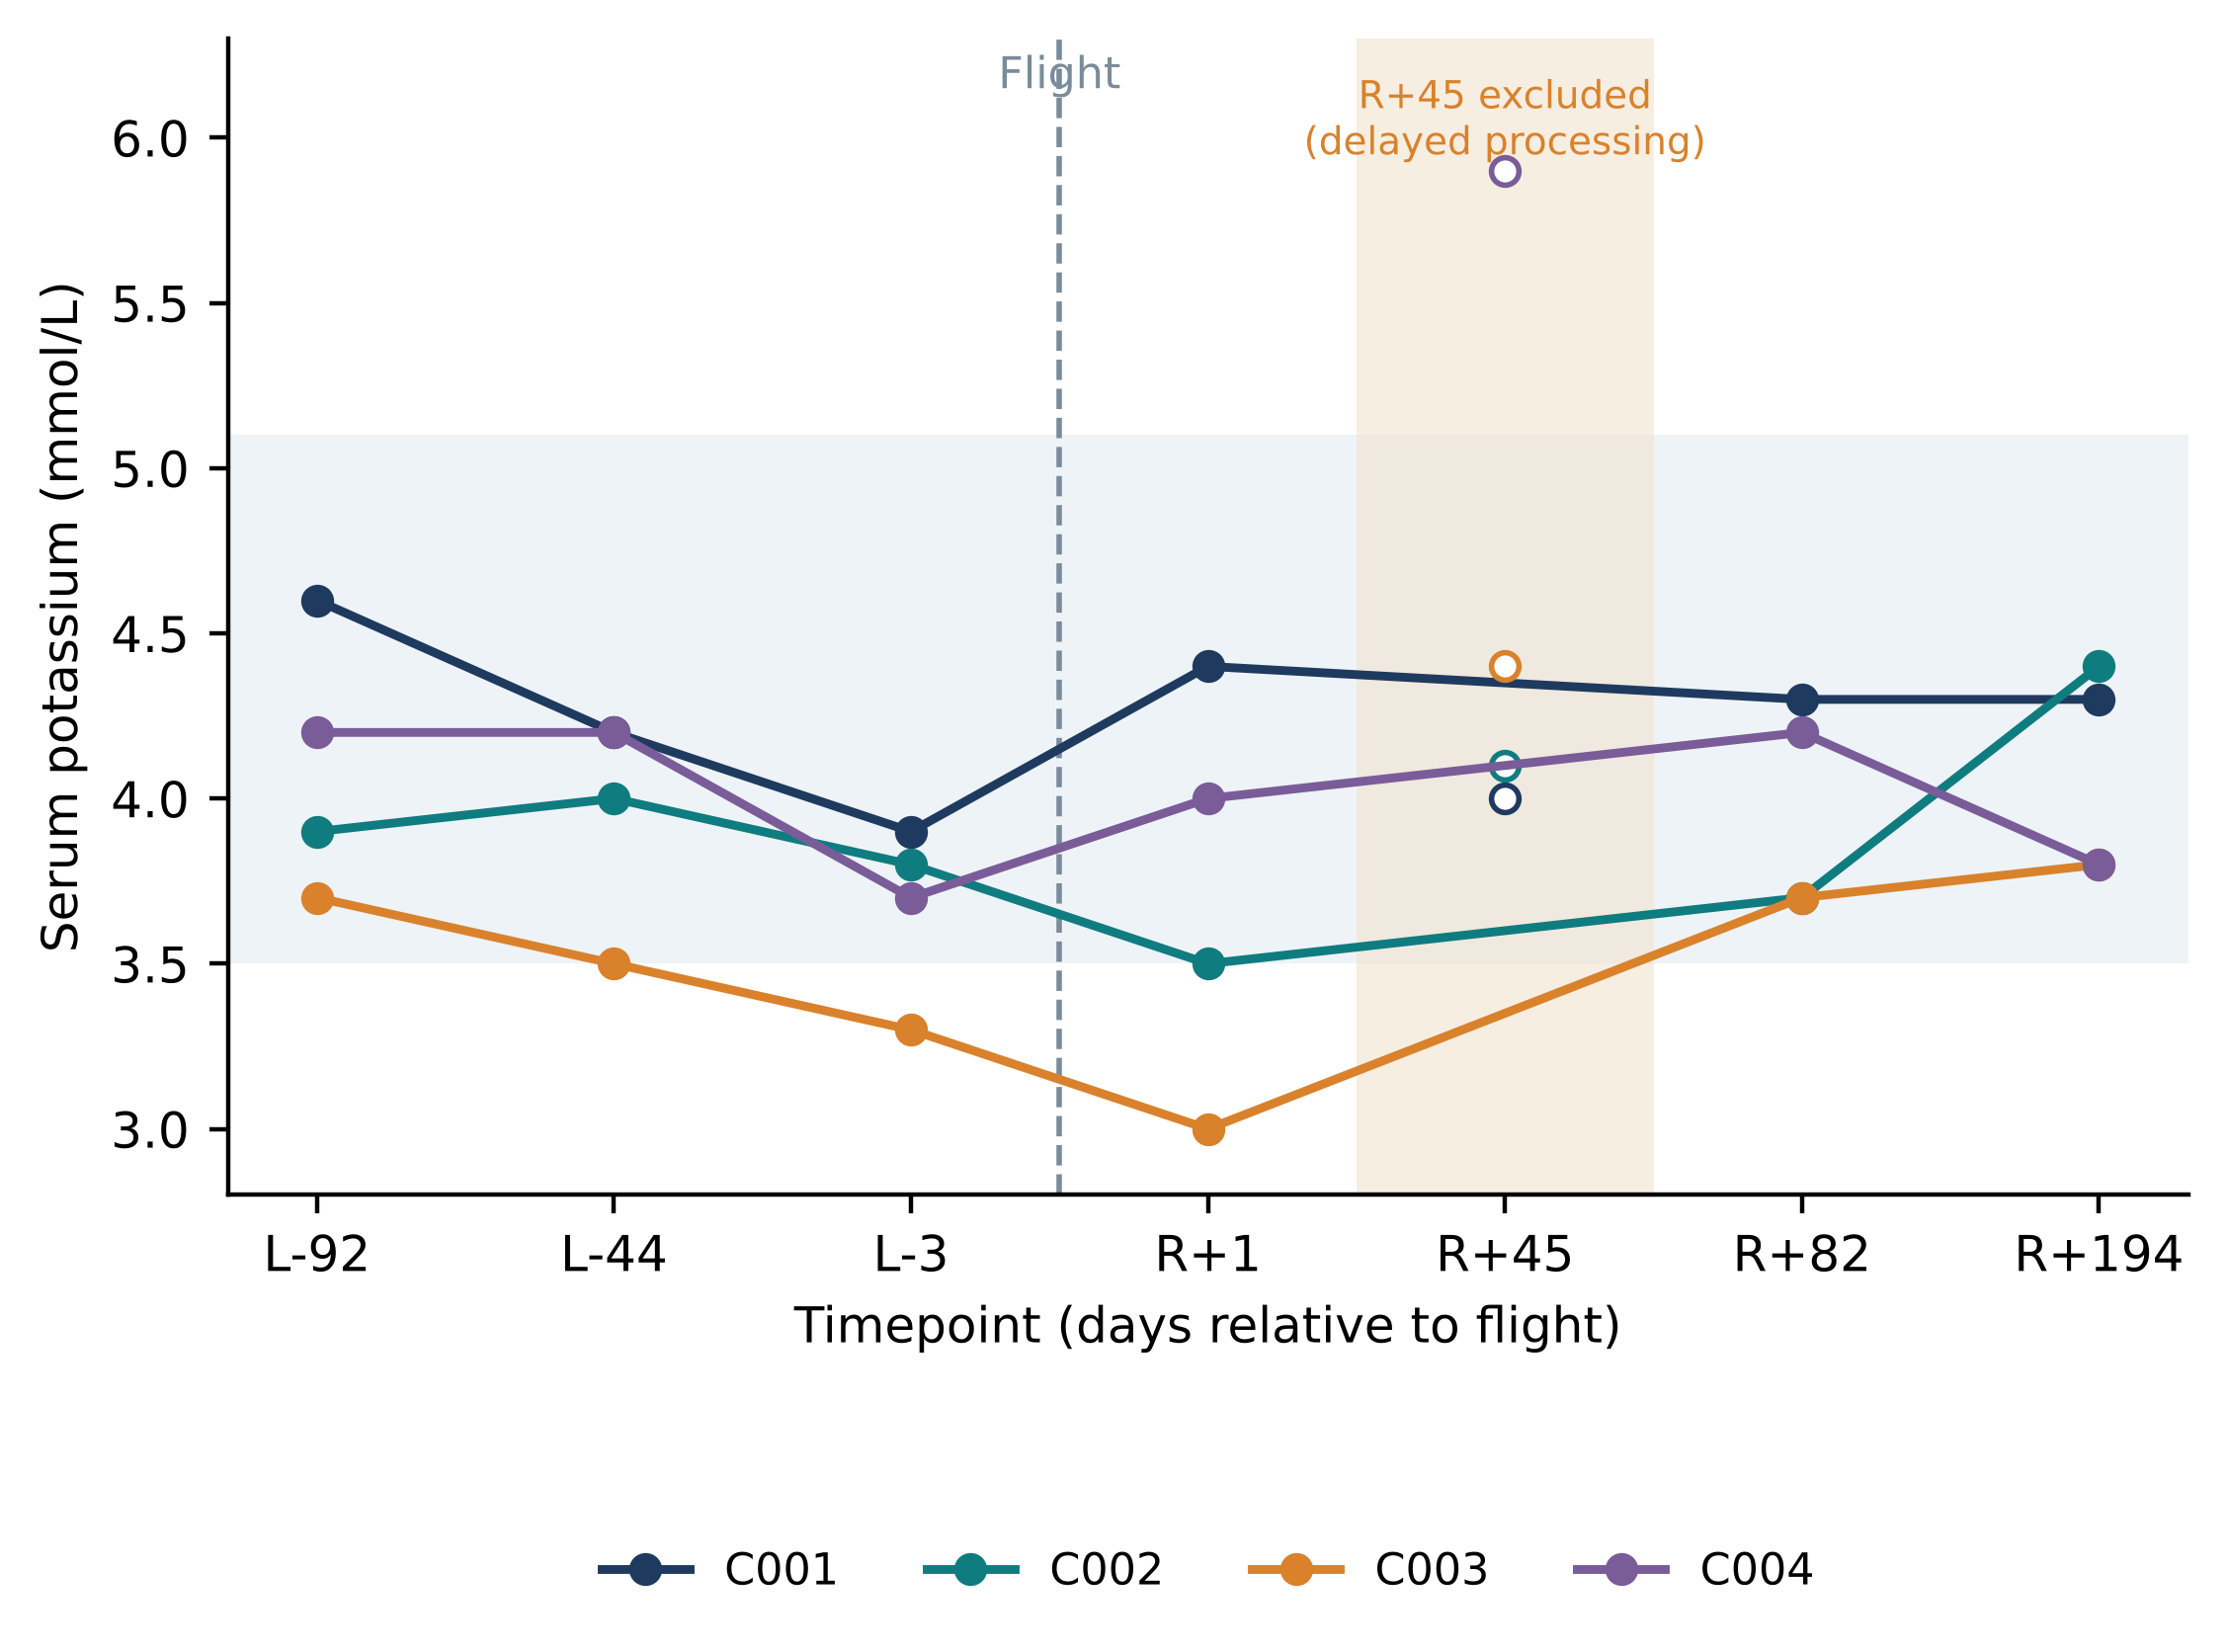 Flight
R+45 excluded
(delayed processing)
6.0
5.5
5.0
4.5
4.0
3.5
3.0
Serum potassium (mmol/L)
L-92 L-44 L-3 R+1 R+45 R+82 R+194
Timepoint (days relative to flight)
C001 C002 C003 C004